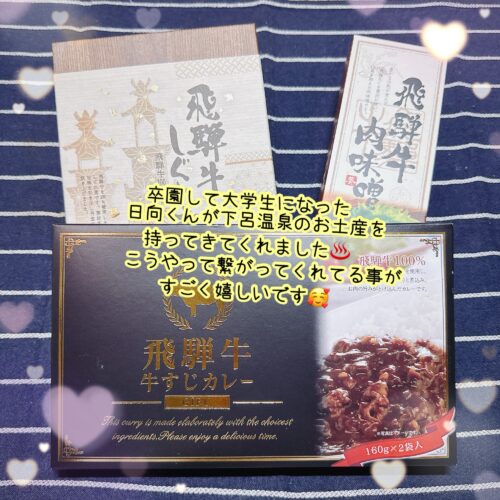 飛騨牛
しぐ
飛騨牛
肉味噌
卒園して大学生になった
日向くんが下呂温泉のお土産を
持ってきてくれました♨️
こうやって繋がってくれてる事が
すごく嬉しいです🥰
飛騨牛100%
飛騨牛
牛すじカレー
This curry is made elaborately with the choicest
ingredients.Please enjoy a delicious time.
160g×2袋入